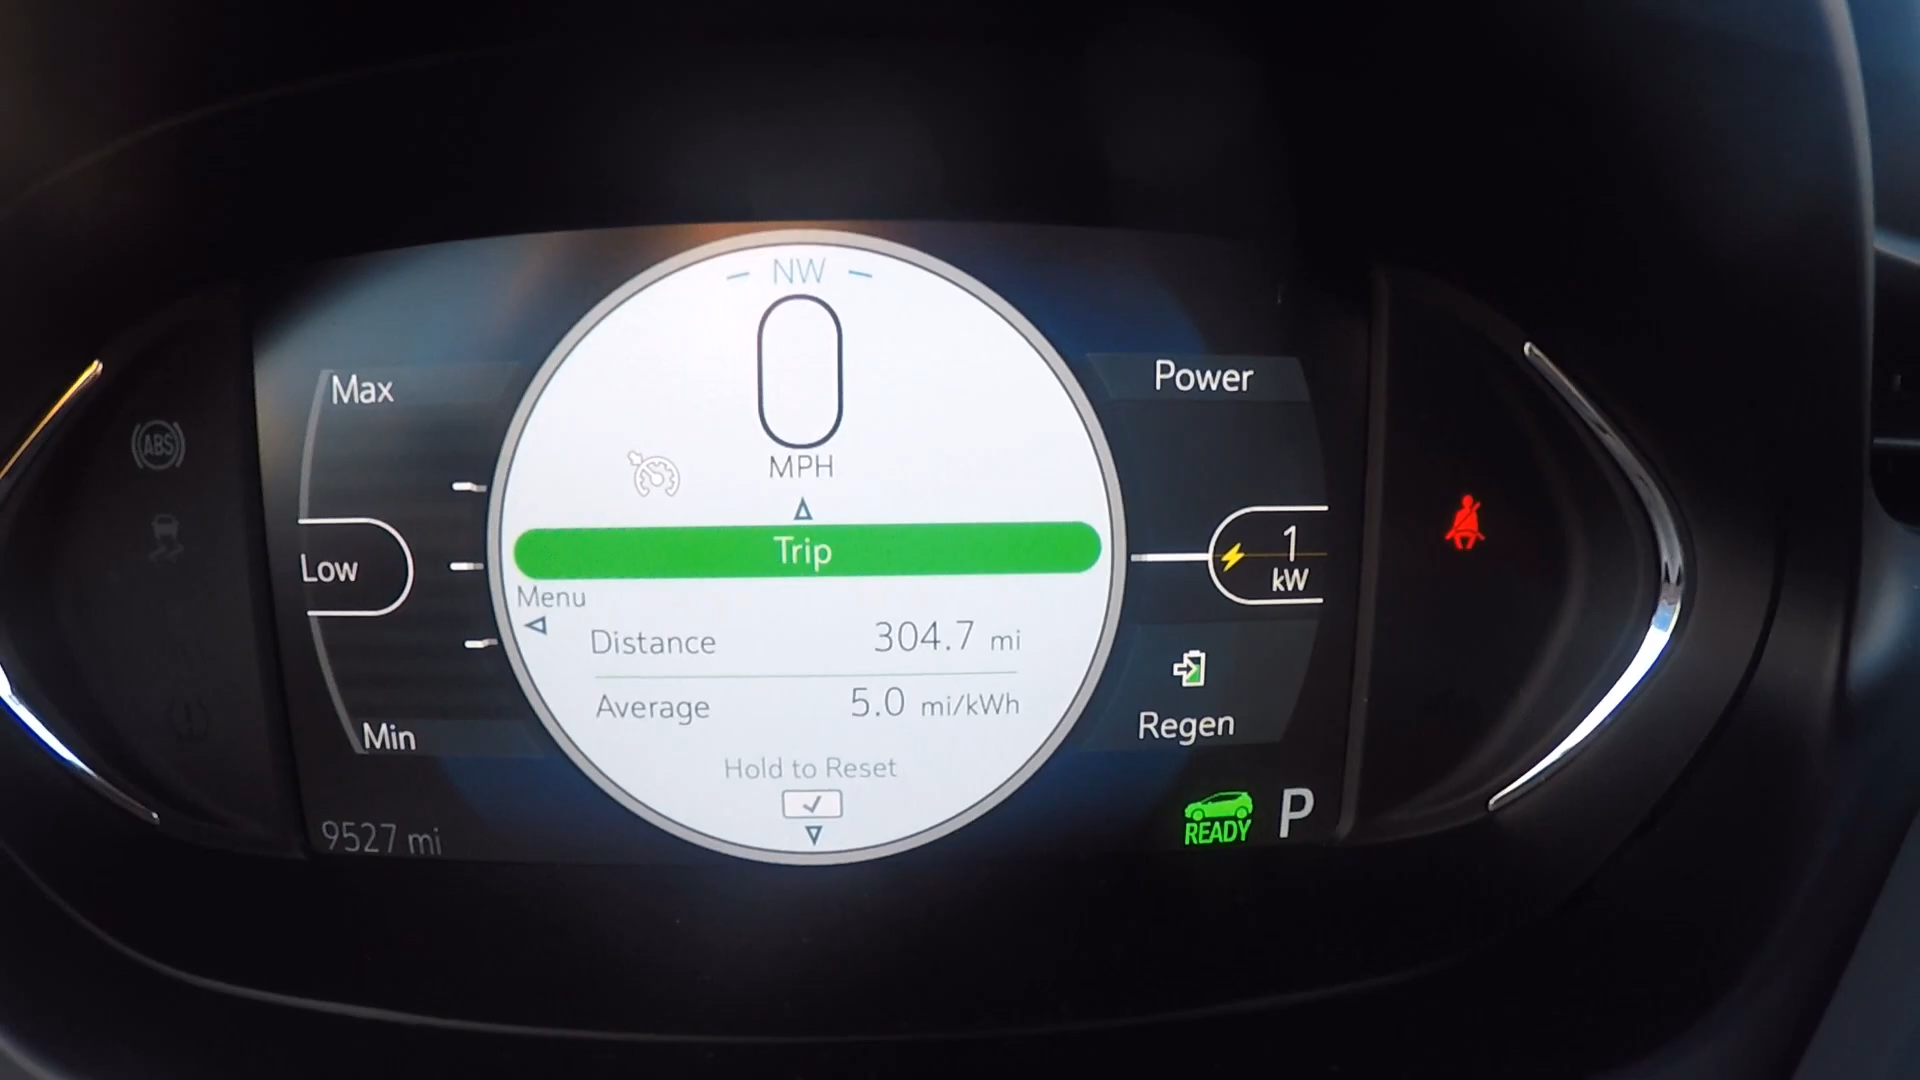 NW
0
MPH
Max
Power
ABS
Trip
Low
1
kW
Menu
Distance 304.7 mi
Average 5.0 mi/kWh
Regen
Min
Hold to Reset
READY P
9527 mi